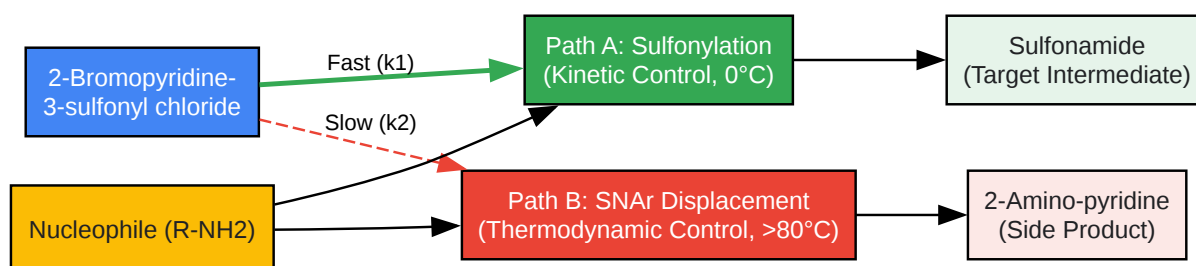 2-Bromopyridine-
3-sulfonyl chloride
Fast (k1)
Path A: Sulfonylation
(Kinetic Control, 0°C)
Sulfonamide
(Target Intermediate)
Slow (k2)
Nucleophile (R-NH2)
Path B: SNAr Displacement
(Thermodynamic Control, >80°C)
2-Amino-pyridine
(Side Product)